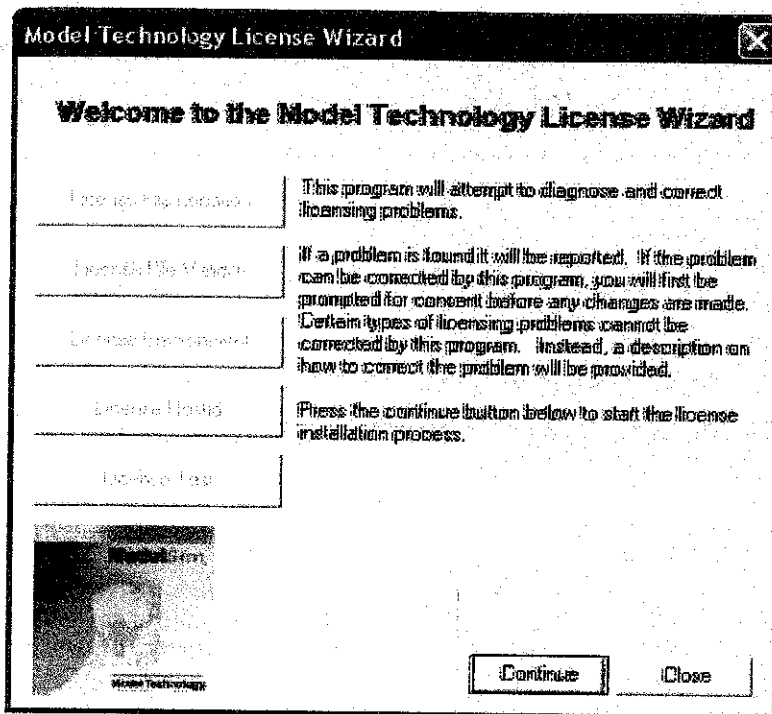 Model Technology License Wizard
Welcome to the Model Technology License Wizard
This program will attempt to diagnose and correct
licensing problems.
If a problem is found it will be reported. If the problem
can be corrected by this program, you will first be
prompted for consent before any changes are made.
Certain types of licensing problems cannot be
corrected by this program. Instead, a description on
how to correct the problem will be provided.
Press the continue button below to start the license
installation process.
License
ModelSim
Model Technology
Continue
Close